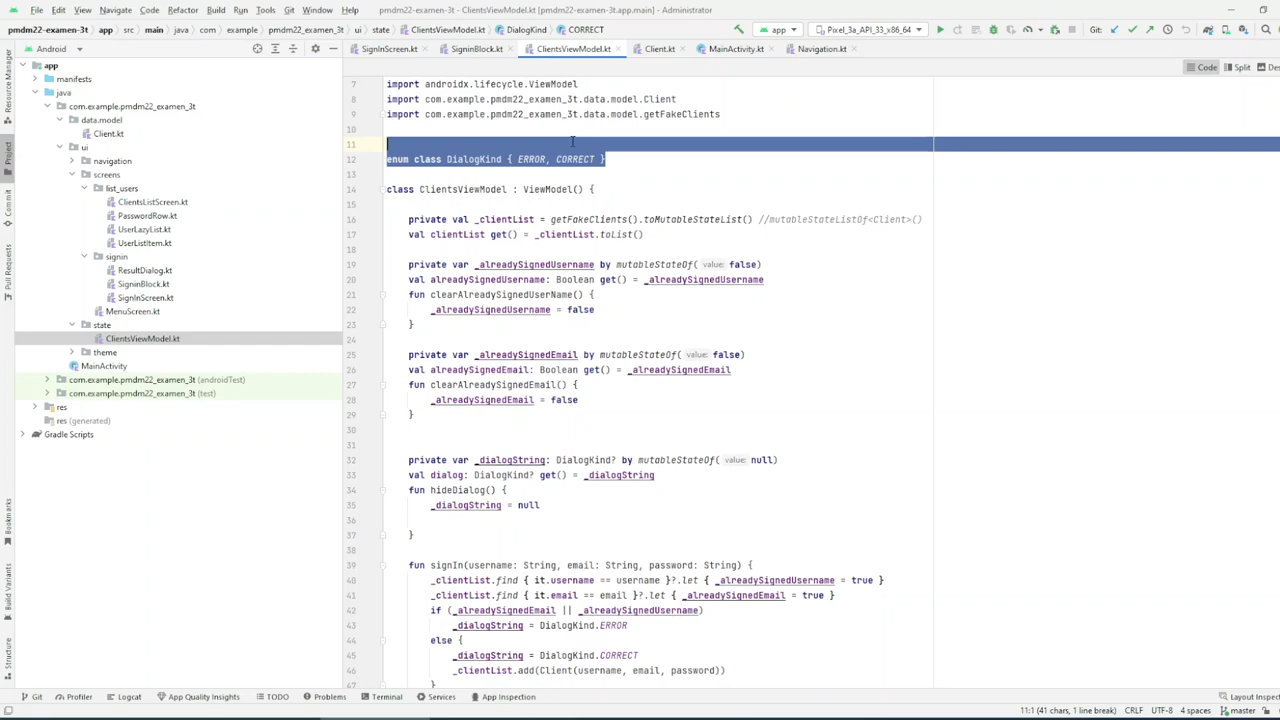 File Edit View Navigate Code Refactor Build Run Tools Git Window Help pmdm22-examen-3t - ClientsViewModel.kt [pmdm22-examen-3t.app.main] - Administrator
pmdm22-examen-3t app src main java com example pmdm22_examen_3t ui state ClientsViewModel.kt DialogKind CORRECT app Pixel_3a_API_33_x86_64 Git:
Android
SignInScreen.kt SigninBlock.kt ClientsViewModel.kt Client.kt MainActivity.kt Navigation.kt
Code Split Des
Resource Manager
Project
Commit
Pull Requests
Bookmarks
Build Variants
Structure
app
manifests
java
com.example.pmdm22_examen_3t
data.model
Client.kt
ui
navigation
screens
list_users
ClientsListScreen.kt
PasswordRow.kt
UserLazyList.kt
UserListItem.kt
signin
ResultDialog.kt
SigninBlock.kt
SignInScreen.kt
MenuScreen.kt
state
ClientsViewModel.kt
theme
MainActivity
com.example.pmdm22_examen_3t (androidTest)
com.example.pmdm22_examen_3t (test)
res
res (generated)
Gradle Scripts
7 import androidx.lifecycle.ViewModel
8 import com.example.pmdm22_examen_3t.data.model.Client
9 import com.example.pmdm22_examen_3t.data.model.getFakeClients
10
11
12 enum class DialogKind { ERROR, CORRECT }
13
14 class ClientsViewModel : ViewModel() {
15
16 private val _clientList = getFakeClients().toMutableStateList() //mutableStateListOf<Client>()
17 val clientList get() = _clientList.toList()
18
19 private var _alreadySignedUsername by mutableStateOf( value: false)
20 val alreadySignedUsername: Boolean get() = _alreadySignedUsername
21 fun clearAlreadySignedUserName() {
22 _alreadySignedUsername = false
23 }
24
25 private var _alreadySignedEmail by mutableStateOf( value: false)
26 val alreadySignedEmail: Boolean get() = _alreadySignedEmail
27 fun clearAlreadySignedEmail() {
28 _alreadySignedEmail = false
29 }
30
31
32 private var _dialogString: DialogKind? by mutableStateOf( value: null)
33 val dialog: DialogKind? get() = _dialogString
34 fun hideDialog() {
35 _dialogString = null
36
37 }
38
39 fun signIn(username: String, email: String, password: String) {
40 _clientList.find { it.username == username }?.let { _alreadySignedUsername = true }
41 _clientList.find { it.email == email }?.let { _alreadySignedEmail = true }
42 if (_alreadySignedEmail || _alreadySignedUsername)
43 _dialogString = DialogKind.ERROR
44 else {
45 _dialogString = DialogKind.CORRECT
46 _clientList.add(Client(username, email, password))
47 }
Git Profiler Logcat App Quality Insights TODO Problems Terminal Services App Inspection Layout Inspect
11:1 (41 chars, 1 line break) CRLF UTF-8 4 spaces master